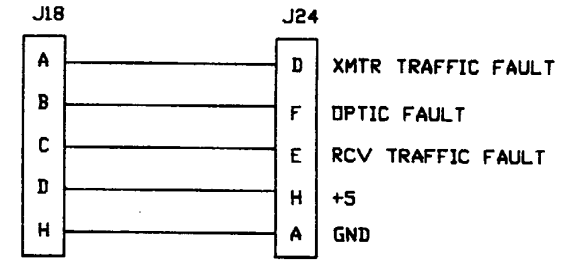 J18 J24
A D XMTR TRAFFIC FAULT
B F OPTIC FAULT
C E RCV TRAFFIC FAULT
D H +5
H A GND